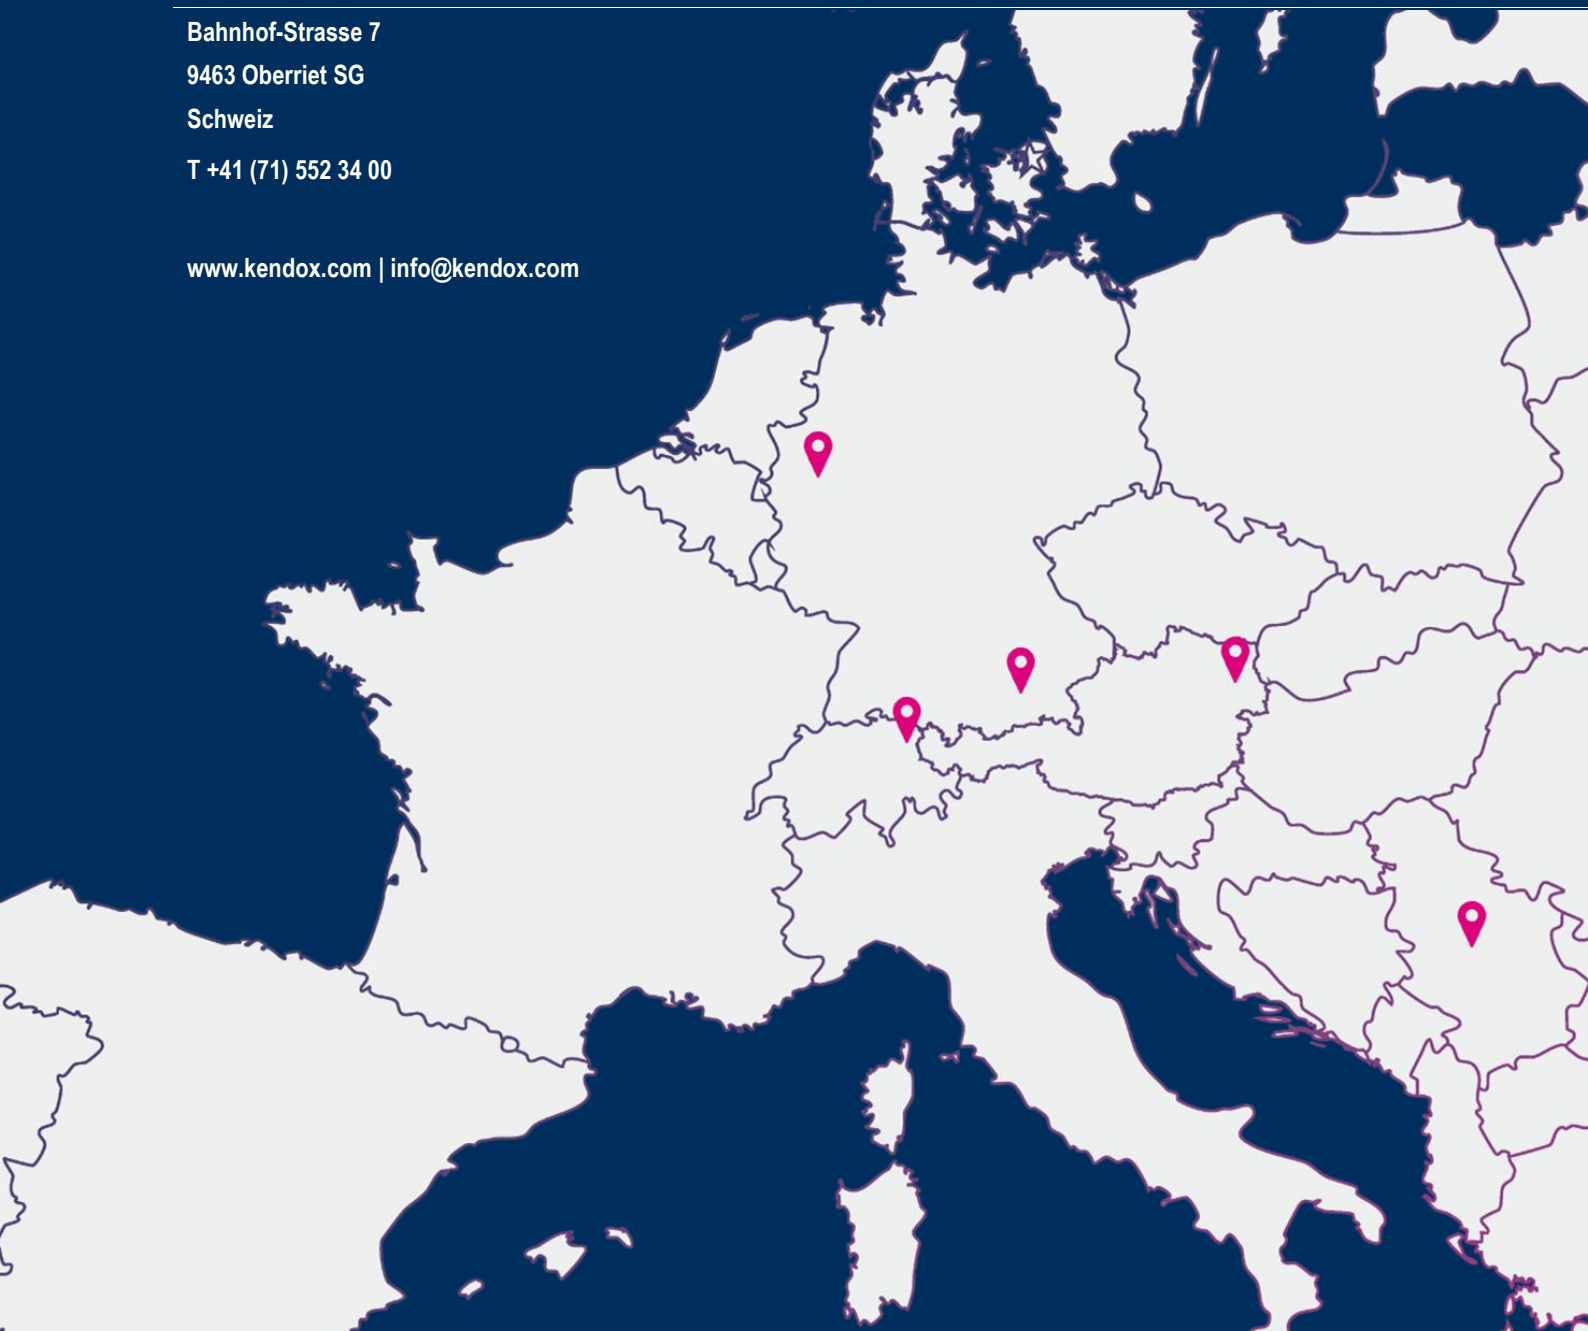 Bahnhof-Strasse 7
9463 Oberriet SG
Schweiz
T +41 (71) 552 34 00
www.kendox.com | info@kendox.com